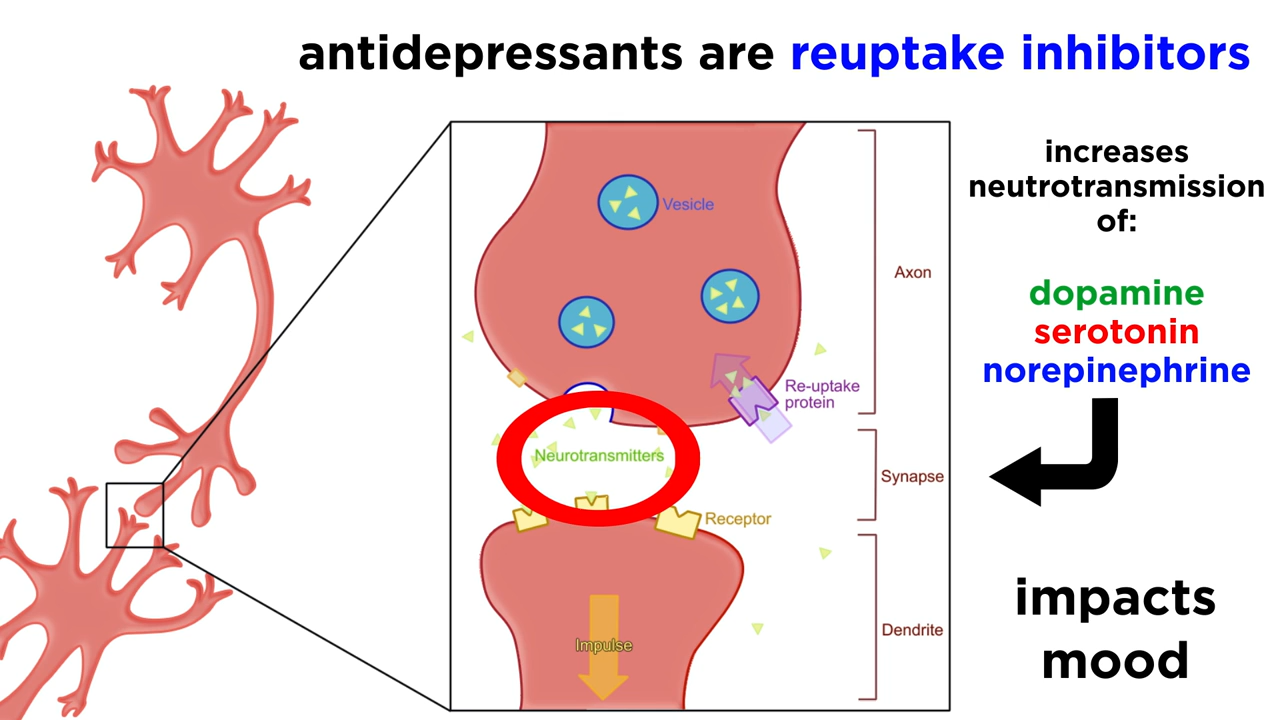 antidepressants are reuptake inhibitors
increases
neutrotransmission
of:
dopamine
serotonin
norepinephrine
impacts
mood
Vesicle
Axon
Re-uptake
protein
Neurotransmitters
Synapse
Receptor
Dendrite
Impulse